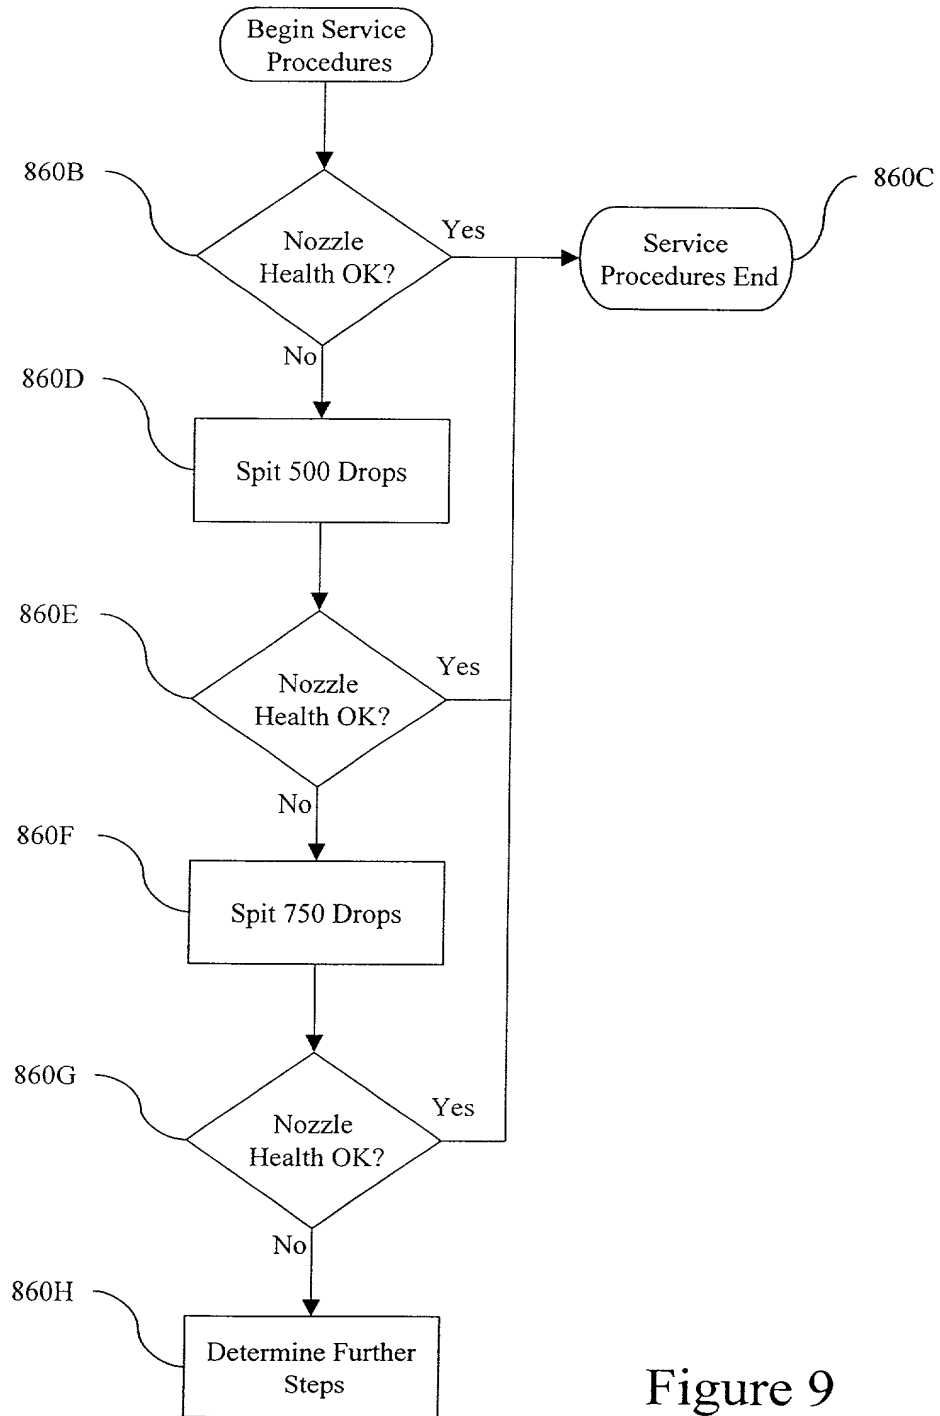 Begin Service
Procedures
860B
860C
Nozzle
Health OK?
Yes
Service
Procedures End
No
860D
Spit 500 Drops
860E
Nozzle
Health OK?
Yes
No
860F
Spit 750 Drops
860G
Nozzle
Health OK?
Yes
No
860H
Determine Further
Steps
Figure 9